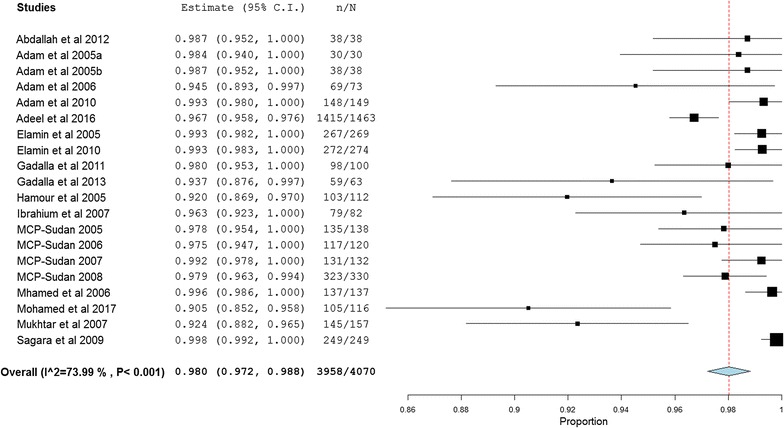 Studies Estimate (95% C.I.) n/N
Abdallah et al 2012 0.987 (0.952, 1.000) 38/38
Adam et al 2005a 0.984 (0.940, 1.000) 30/30
Adam et al 2005b 0.987 (0.952, 1.000) 38/38
Adam et al 2006 0.945 (0.893, 0.997) 69/73
Adam et al 2010 0.993 (0.980, 1.000) 148/149
Adeel et al 2016 0.967 (0.958, 0.976) 1415/1463
Elamin et al 2005 0.993 (0.982, 1.000) 267/269
Elamin et al 2010 0.993 (0.983, 1.000) 272/274
Gadalla et al 2011 0.980 (0.953, 1.000) 98/100
Gadalla et al 2013 0.937 (0.876, 0.997) 59/63
Hamour et al 2005 0.920 (0.869, 0.970) 103/112
Ibrahium et al 2007 0.963 (0.923, 1.000) 79/82
MCP-Sudan 2005 0.978 (0.954, 1.000) 135/138
MCP-Sudan 2006 0.975 (0.947, 1.000) 117/120
MCP-Sudan 2007 0.992 (0.978, 1.000) 131/132
MCP-Sudan 2008 0.979 (0.963, 0.994) 323/330
Mhamed et al 2006 0.996 (0.986, 1.000) 137/137
Mohamed et al 2017 0.905 (0.852, 0.958) 105/116
Mukhtar et al 2007 0.924 (0.882, 0.965) 145/157
Sagara et al 2009 0.998 (0.992, 1.000) 249/249
Overall (I^2=73.99 % , P< 0.001) 0.980 (0.972, 0.988) 3958/4070
0.86 0.88 0.9 0.92 0.94 0.96 0.98 1
Proportion